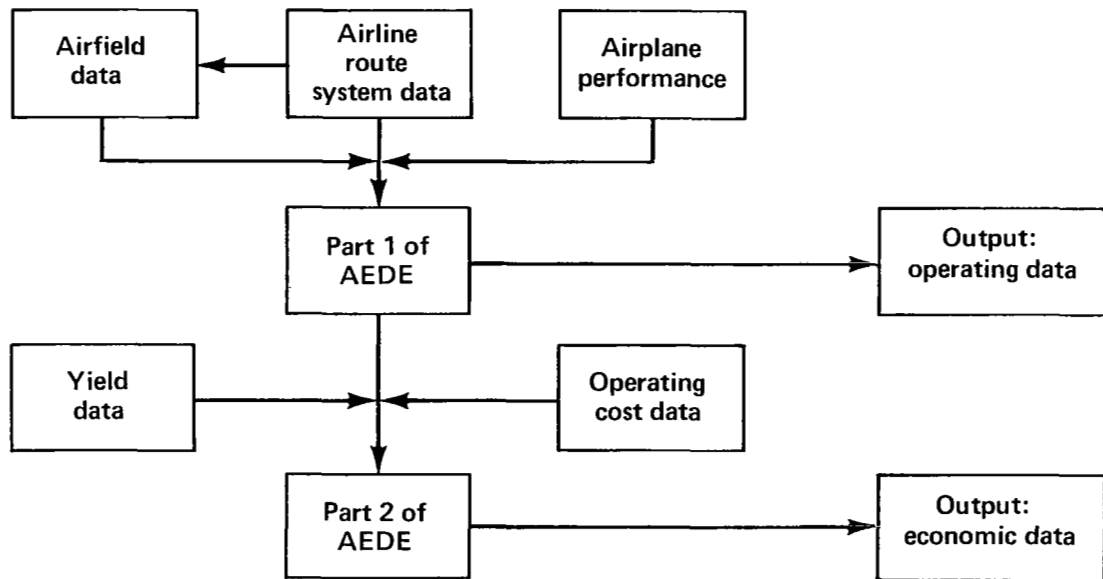 Airfield
data
Airline
route
system data
Airplane
performance
Part 1 of
AEDE
Output:
operating data
Yield
data
Operating
cost data
Part 2 of
AEDE
Output:
economic data